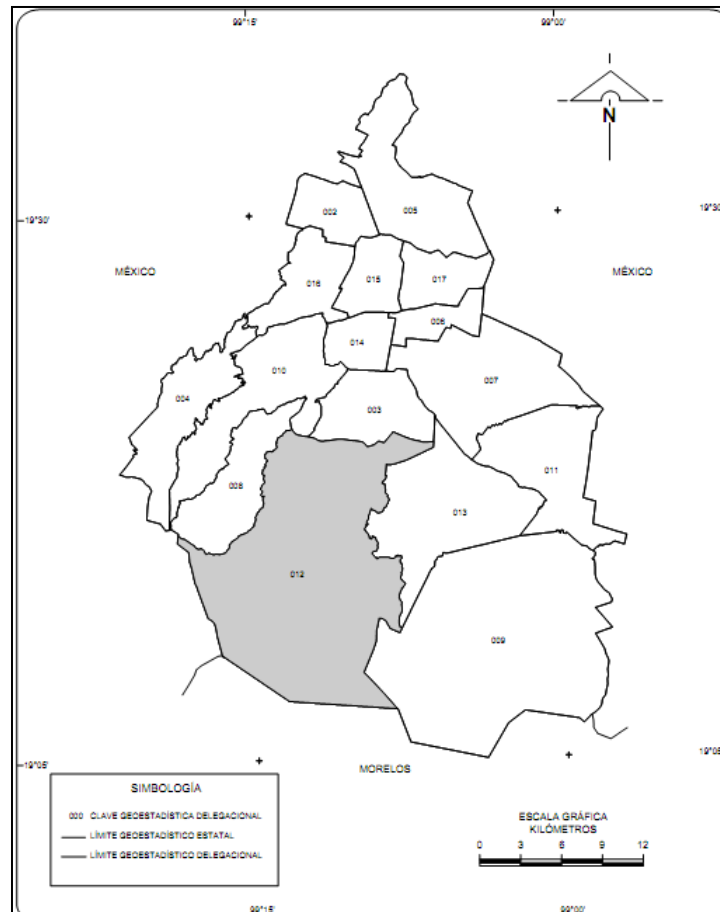 99°15'
99°00'
N
19°30'
19°30'
002
005
MÉXICO
MÉXICO
016
015
017
006
014
010
007
004
003
011
008
013
012
009
19°05'
19°05'
MORELOS
SIMBOLOGÍA
000 CLAVE GEOESTADÍSTICA DELEGACIONAL
LÍMITE GEOESTADÍSTICO ESTATAL
LÍMITE GEOESTADÍSTICO DELEGACIONAL
ESCALA GRÁFICA
KILÓMETROS
0 3 6 9 12
99°15'
99°00'